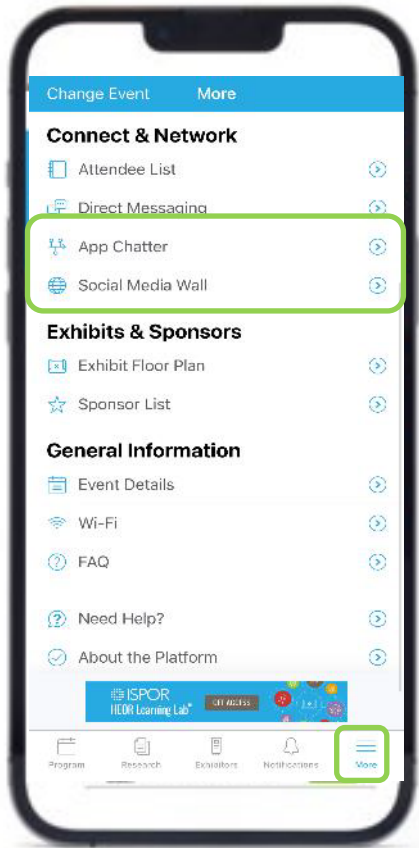 Change Event More
Connect & Network
Attendee List
Direct Messaging
App Chatter
Social Media Wall
Exhibits & Sponsors
Exhibit Floor Plan
Sponsor List
General Information
Event Details
Wi-Fi
FAQ
Need Help?
About the Platform
ISPOR
HEOR Learning Lab®
GET ACCESS
Program Research Exhibitors Notifications More